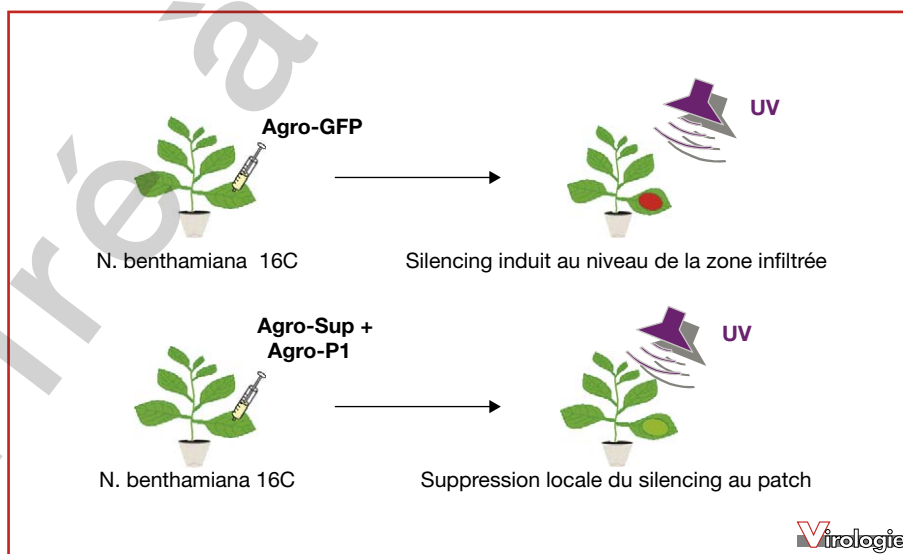 Agro-GFP
UV
N. benthamiana 16C
Silencing induit au niveau de la zone infiltrée
Agro-Sup +
Agro-P1
UV
N. benthamiana 16C
Suppression locale du silencing au patch
Virologie